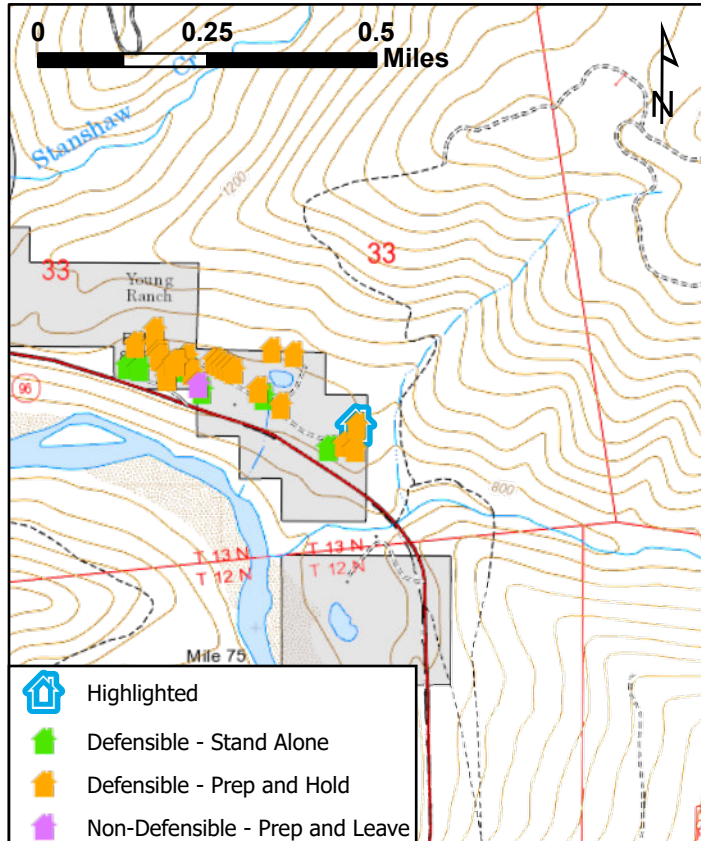 0 0.25 0.5
Miles
N
Stanshaw Cr
1200
33
33
Young
Ranch
96
800
T 13 N T 13 N
T 12 N T 12 N
Mile 75
Highlighted
Defensible - Stand Alone
Defensible - Prep and Hold
Non-Defensible - Prep and Leave